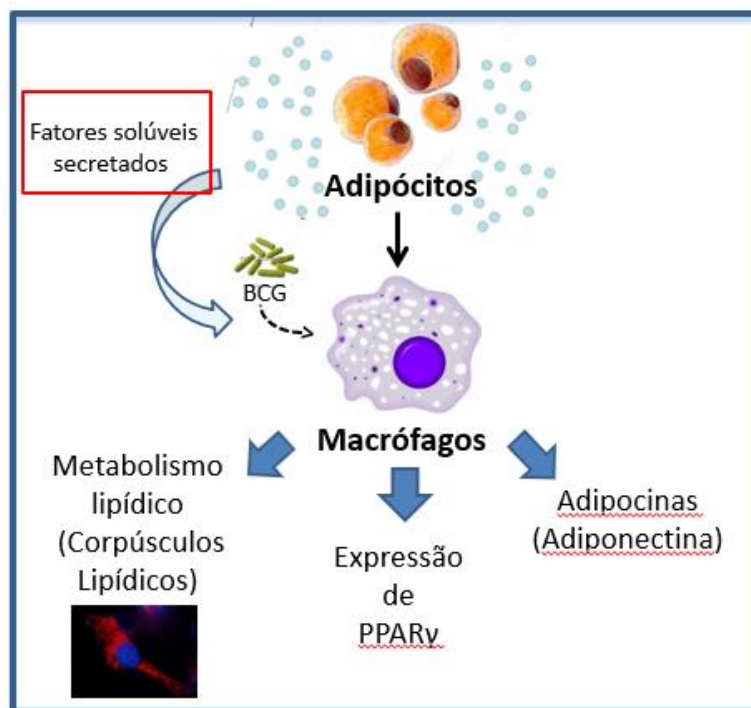 Fatores solúveis
secretados
Adipócitos
BCG
Macrófagos
Metabolismo
lipídico
(Corpúsculos
Lipídicos)
Expressão
de
PPARγ
Adipocinas
(Adiponectina)